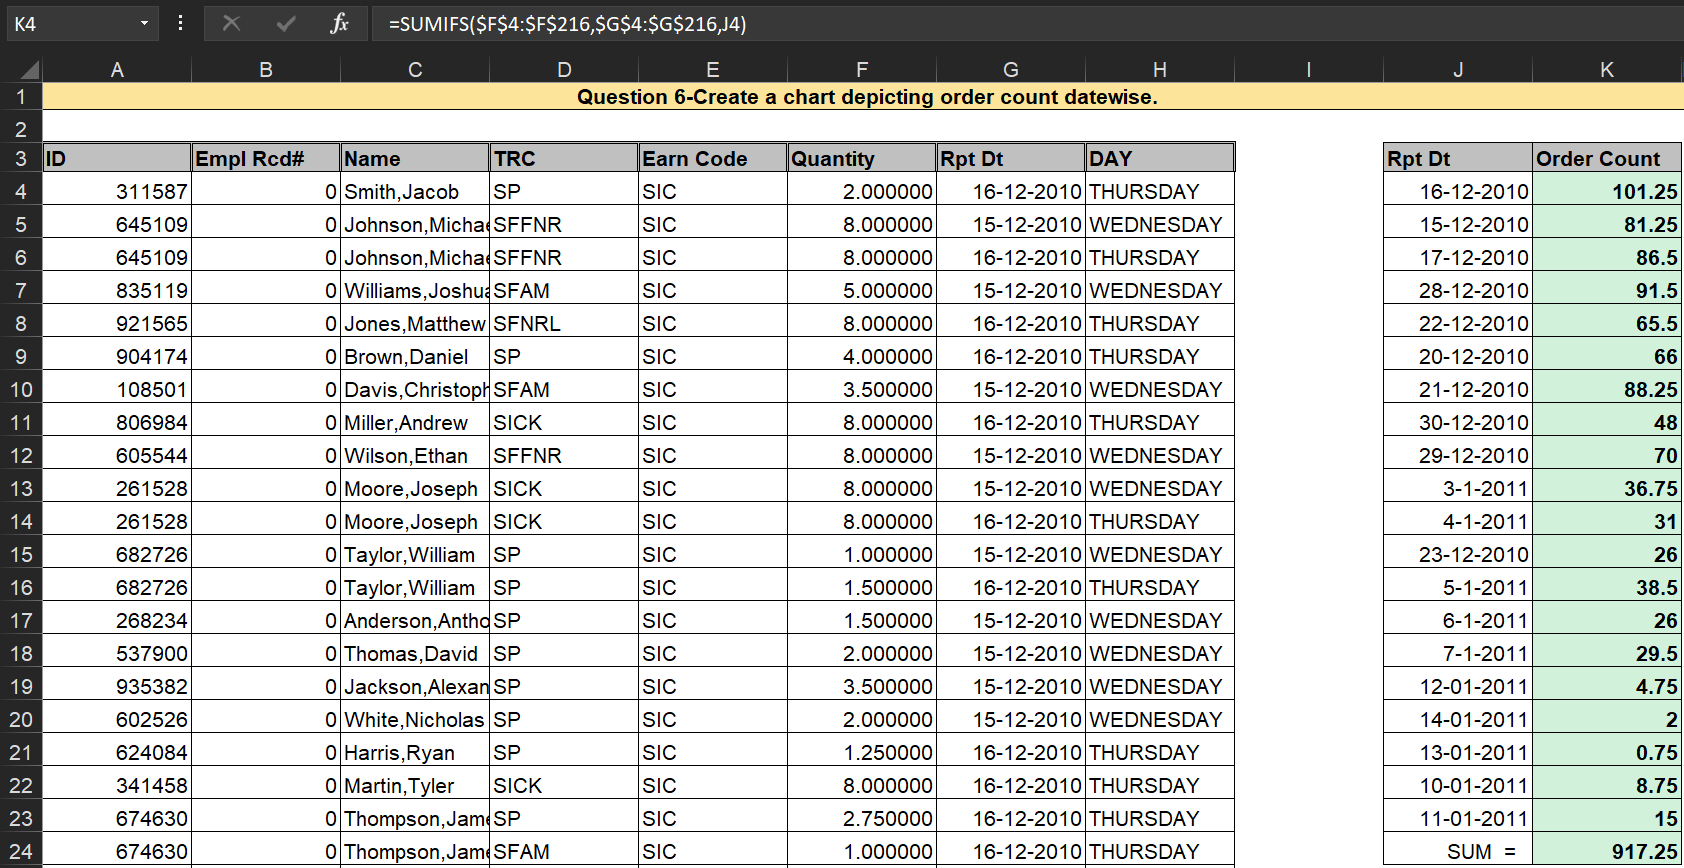 K4 fx =SUMIFS($F$4:$F$216,$G$4:$G$216,J4)
A B C D E F G H I J K
1 Question 6-Create a chart depicting order count datewise.
2
3 ID Empl Rcd# Name TRC Earn Code Quantity Rpt Dt DAY Rpt Dt Order Count
4 311587 0 Smith,Jacob SP SIC 2.000000 16-12-2010 THURSDAY 16-12-2010 101.25
5 645109 0 Johnson,Michae SFFNR SIC 8.000000 15-12-2010 WEDNESDAY 15-12-2010 81.25
6 645109 0 Johnson,Michae SFFNR SIC 8.000000 16-12-2010 THURSDAY 17-12-2010 86.5
7 835119 0 Williams,Joshua SFAM SIC 5.000000 15-12-2010 WEDNESDAY 28-12-2010 91.5
8 921565 0 Jones,Matthew SFNRL SIC 8.000000 16-12-2010 THURSDAY 22-12-2010 65.5
9 904174 0 Brown,Daniel SP SIC 4.000000 16-12-2010 THURSDAY 20-12-2010 66
10 108501 0 Davis,Christoph SFAM SIC 3.500000 15-12-2010 WEDNESDAY 21-12-2010 88.25
11 806984 0 Miller,Andrew SICK SIC 8.000000 16-12-2010 THURSDAY 30-12-2010 48
12 605544 0 Wilson,Ethan SFFNR SIC 8.000000 15-12-2010 WEDNESDAY 29-12-2010 70
13 261528 0 Moore,Joseph SICK SIC 8.000000 15-12-2010 WEDNESDAY 3-1-2011 36.75
14 261528 0 Moore,Joseph SICK SIC 8.000000 16-12-2010 THURSDAY 4-1-2011 31
15 682726 0 Taylor,William SP SIC 1.000000 15-12-2010 WEDNESDAY 23-12-2010 26
16 682726 0 Taylor,William SP SIC 1.500000 16-12-2010 THURSDAY 5-1-2011 38.5
17 268234 0 Anderson,Antho SP SIC 1.500000 15-12-2010 WEDNESDAY 6-1-2011 26
18 537900 0 Thomas,David SP SIC 2.000000 15-12-2010 WEDNESDAY 7-1-2011 29.5
19 935382 0 Jackson,Alexan SP SIC 3.500000 15-12-2010 WEDNESDAY 12-01-2011 4.75
20 602526 0 White,Nicholas SP SIC 2.000000 15-12-2010 WEDNESDAY 14-01-2011 2
21 624084 0 Harris,Ryan SP SIC 1.250000 16-12-2010 THURSDAY 13-01-2011 0.75
22 341458 0 Martin,Tyler SICK SIC 8.000000 16-12-2010 THURSDAY 10-01-2011 8.75
23 674630 0 Thompson,Jame SP SIC 2.750000 16-12-2010 THURSDAY 11-01-2011 15
24 674630 0 Thompson,Jame SFAM SIC 1.000000 16-12-2010 THURSDAY SUM = 917.25